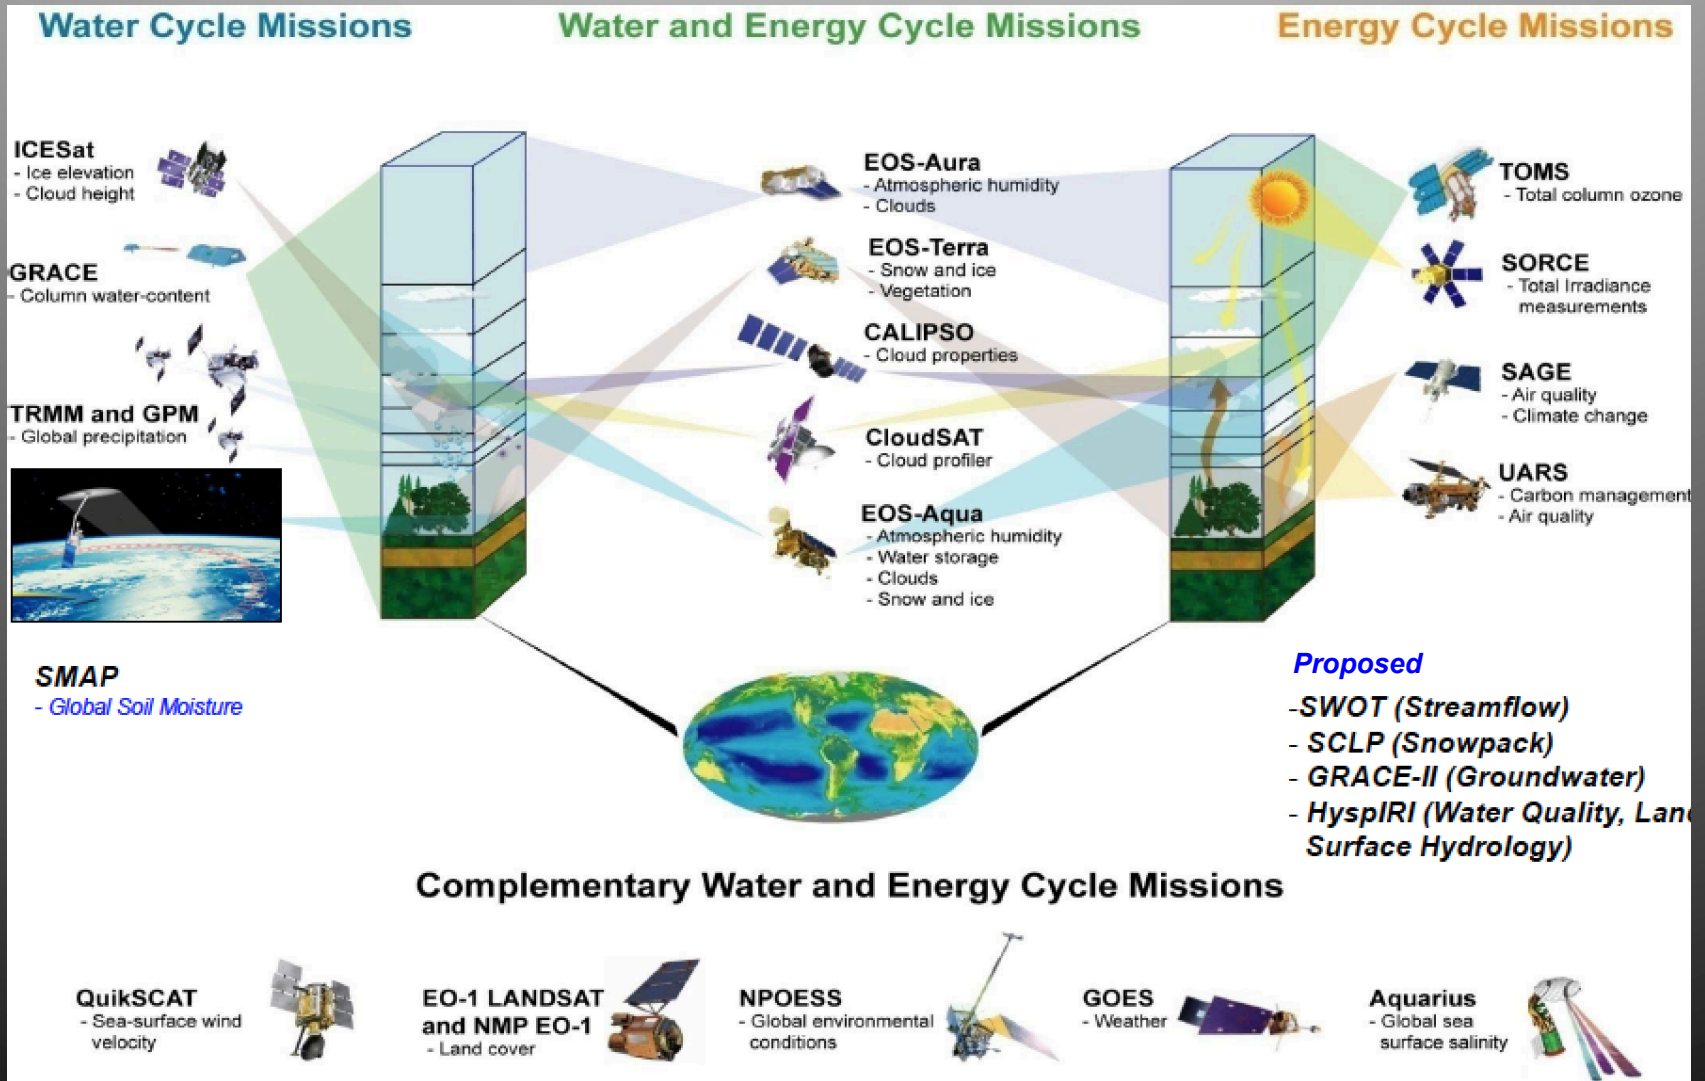 Water Cycle Missions
Water and Energy Cycle Missions
Energy Cycle Missions
ICESat
- Ice elevation
- Cloud height
GRACE
- Column water-content
TRMM and GPM
- Global precipitation
SMAP
- Global Soil Moisture
EOS-Aura
- Atmospheric humidity
- Clouds
EOS-Terra
- Snow and ice
- Vegetation
CALIPSO
- Cloud properties
CloudSAT
- Cloud profiler
EOS-Aqua
- Atmospheric humidity
- Water storage
- Clouds
- Snow and ice
TOMS
- Total column ozone
SORCE
- Total Irradiance
measurements
SAGE
- Air quality
- Climate change
UARS
- Carbon management
- Air quality
Proposed
-SWOT (Streamflow)
- SCLP (Snowpack)
- GRACE-II (Groundwater)
- HyspIRI (Water Quality, Lan
Surface Hydrology)
Complementary Water and Energy Cycle Missions
QuikSCAT
- Sea-surface wind
velocity
EO-1 LANDSAT
and NMP EO-1
- Land cover
NPOESS
- Global environmental
conditions
GOES
- Weather
Aquarius
- Global sea
surface salinity